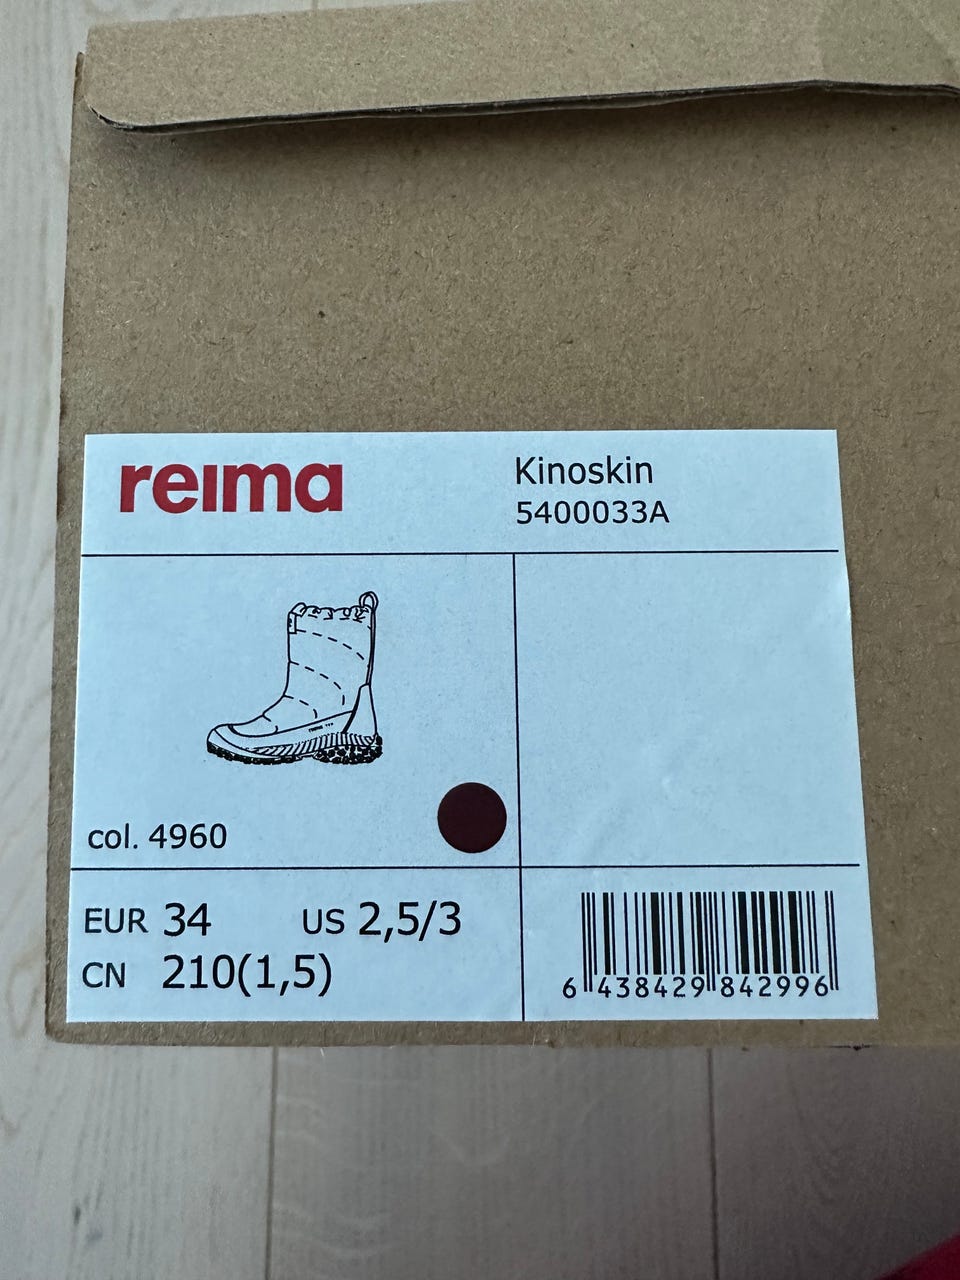 reima
Kinoskin
5400033A
col. 4960
EUR 34 US 2,5/3
CN 210(1,5)
6 438429 842996